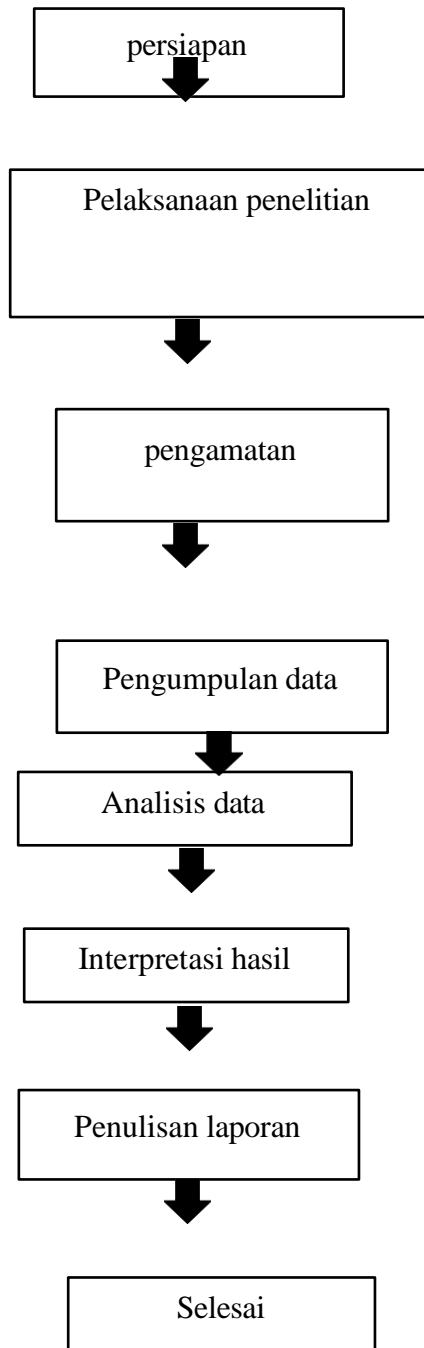 persiapan
Pelaksanaan penelitian
pengamatan
Pengumpulan data
Analisis data
Interpretasi hasil
Penulisan laporan
Selesai